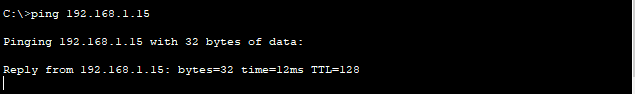 C:\>ping 192.168.1.15
Pinging 192.168.1.15 with 32 bytes of data:
Reply from 192.168.1.15: bytes=32 time=12ms TTL=128